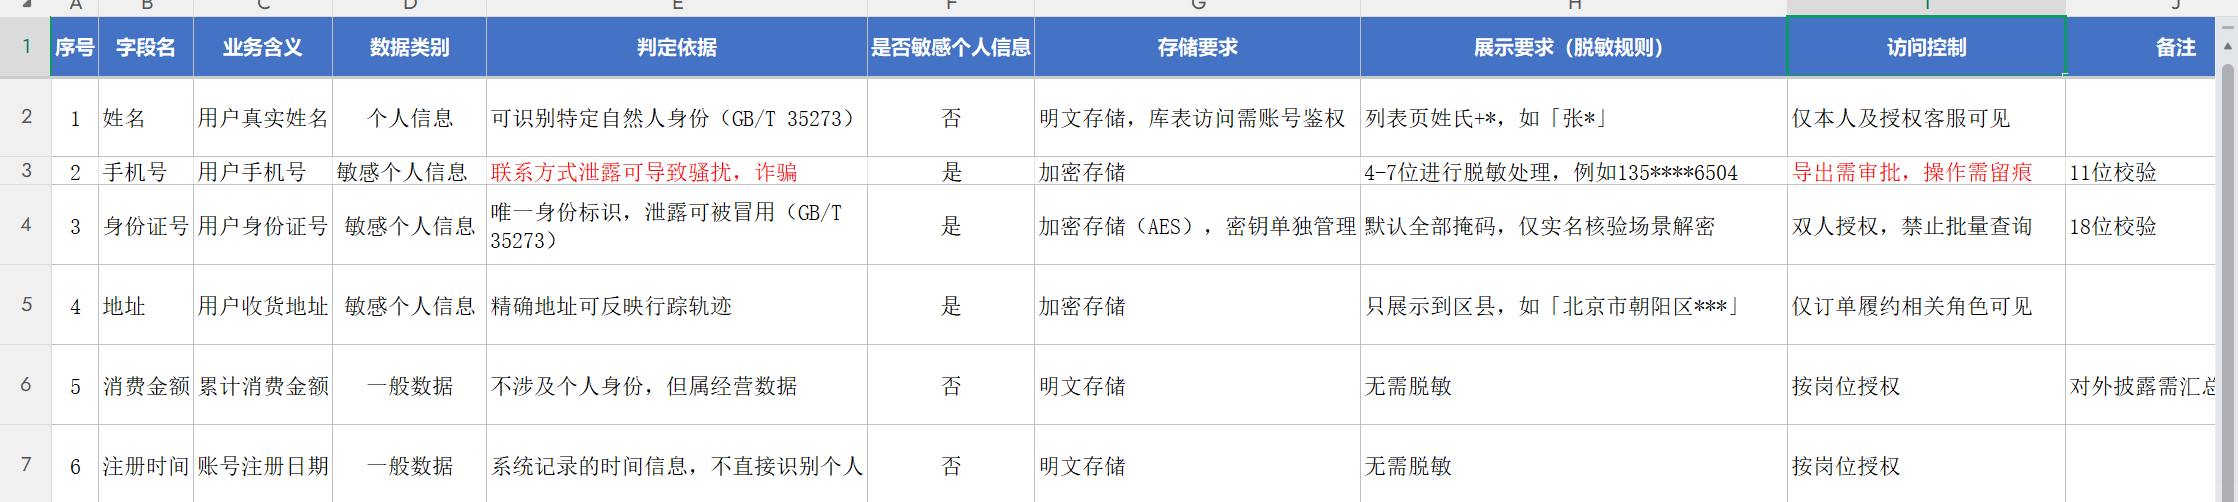 A B C D E F G H I J
1 序号 字段名 业务含义 数据类别 判定依据 是否敏感个人信息 存储要求 展示要求（脱敏规则） 访问控制 备注
2 1 姓名 用户真实姓名 个人信息 可识别特定自然人身份（GB/T 35273） 否 明文存储，库表访问需账号鉴权 列表页姓氏+*，如「张*」 仅本人及授权客服可见
3 2 手机号 用户手机号 敏感个人信息 联系方式泄露可导致骚扰，诈骗 是 加密存储 4-7位进行脱敏处理，例如135****6504 导出需审批，操作需留痕 11位校验
4 3 身份证号 用户身份证号 敏感个人信息 唯一身份标识，泄露可被冒用（GB/T
35273） 是 加密存储（AES），密钥单独管理 默认全部掩码，仅实名核验场景解密 双人授权，禁止批量查询 18位校验
5 4 地址 用户收货地址 敏感个人信息 精确地址可反映行踪轨迹 是 加密存储 只展示到区县，如「北京市朝阳区***」 仅订单履约相关角色可见
6 5 消费金额 累计消费金额 一般数据 不涉及个人身份，但属经营数据 否 明文存储 无需脱敏 按岗位授权 对外披露需汇总
7 6 注册时间 账号注册日期 一般数据 系统记录的时间信息，不直接识别个人 否 明文存储 无需脱敏 按岗位授权